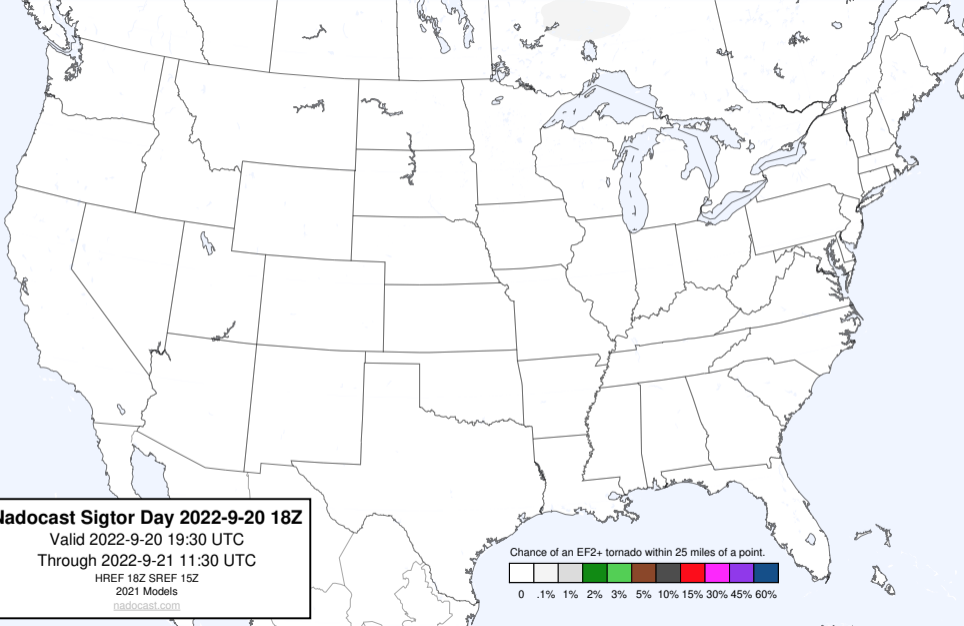 Nadocast Sigtor Day 2022-9-20 18Z
Valid 2022-9-20 19:30 UTC
Through 2022-9-21 11:30 UTC
HREF 18Z SREF 15Z
2021 Models
nadocast.com
Chance of an EF2+ tornado within 25 miles of a point.
0 .1% 1% 2% 3% 5% 10% 15% 30% 45% 60%